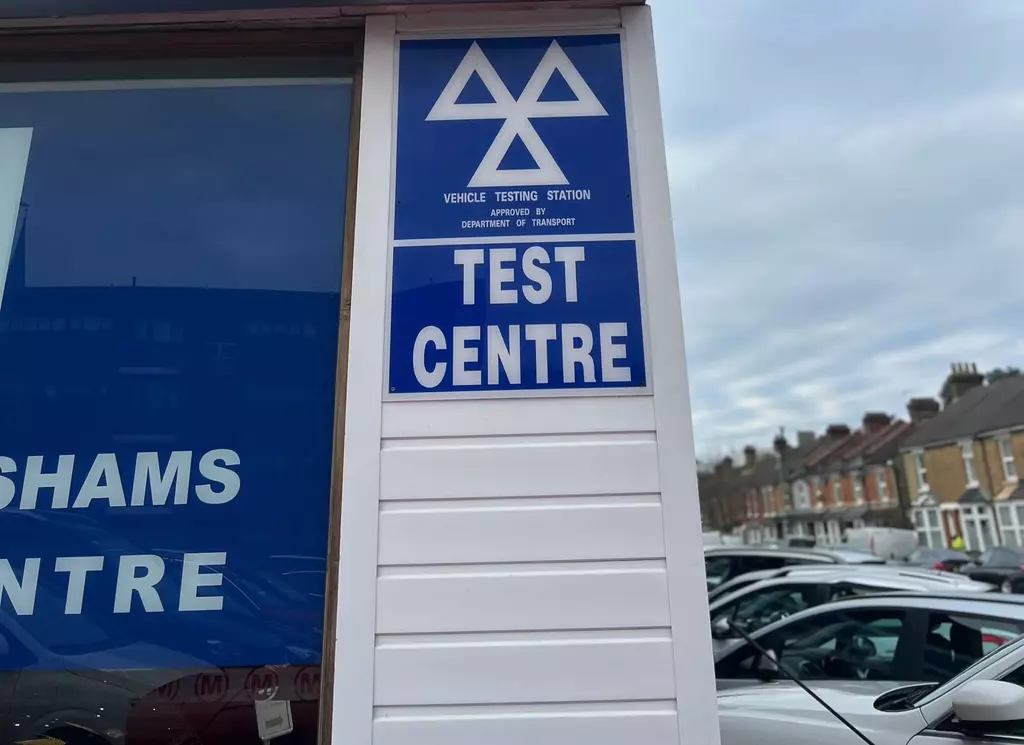 VEHICLE TESTING STATION
APPROVED BY
DEPARTMENT OF TRANSPORT
TEST
CENTRE
SHAMS
NTRE
M M M M